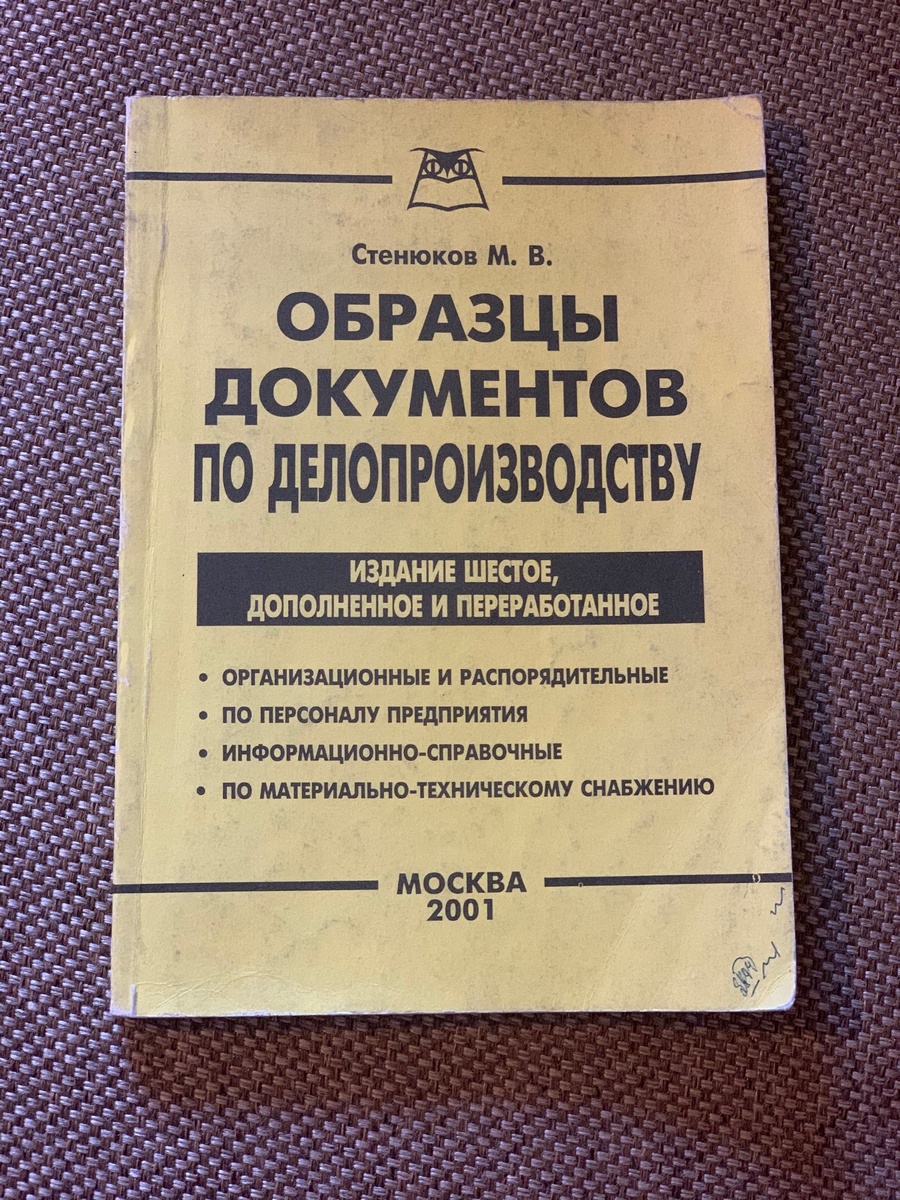 Стенюков М. В.
ОБРАЗЦЫ
ДОКУМЕНТОВ
ПО ДЕЛОПРОИЗВОДСТВУ
ИЗДАНИЕ ШЕСТОЕ,
ДОПОЛНЕННОЕ И ПЕРЕРАБОТАННОЕ
• ОРГАНИЗАЦИОННЫЕ И РАСПОРЯДИТЕЛЬНЫЕ
• ПО ПЕРСОНАЛУ ПРЕДПРИЯТИЯ
• ИНФОРМАЦИОННО-СПРАВОЧНЫЕ
• ПО МАТЕРИАЛЬНО-ТЕХНИЧЕСКОМУ СНАБЖЕНИЮ
МОСКВА
2001